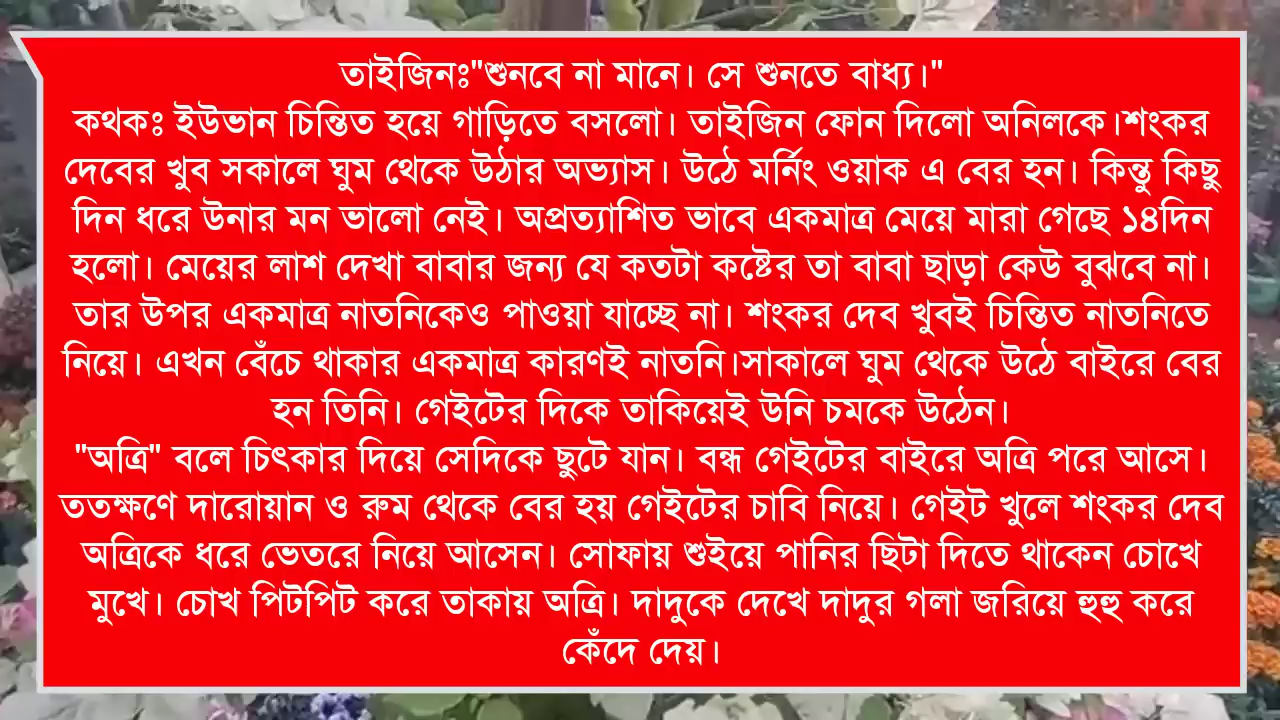 তাইজিনঃ"শুনবে না মানে। সে শুনতে বাধ্য।"
কথকঃ ইউভান চিন্তিত হয়ে গাড়িতে বসলো। তাইজিন ফোন দিলো অনিলকে।শংকর
দেবের খুব সকালে ঘুম থেকে উঠার অভ্যাস। উঠে মর্নিং ওয়াক এ বের হন। কিন্তু কিছু
দিন ধরে উনার মন ভালো নেই। অপ্রত্যাশিত ভাবে একমাত্র মেয়ে মারা গেছে ১৪দিন
হলো। মেয়ের লাশ দেখা বাবার জন্য যে কতটা কষ্টের তা বাবা ছাড়া কেউ বুঝবে না।
তার উপর একমাত্র নাতনিকেও পাওয়া যাচ্ছে না। শংকর দেব খুবই চিন্তিত নাতনিতে
নিয়ে। এখন বেঁচে থাকার একমাত্র কারণই নাতনি।সাকালে ঘুম থেকে উঠে বাইরে বের
হন তিনি। গেইটের দিকে তাকিয়েই উনি চমকে উঠেন।
"অত্রি" বলে চিৎকার দিয়ে সেদিকে ছুটে যান। বন্ধ গেইটের বাইরে অত্রি পরে আসে।
ততক্ষণে দারোয়ান ও রুম থেকে বের হয় গেইটের চাবি নিয়ে। গেইট খুলে শংকর দেব
অত্রিকে ধরে ভেতরে নিয়ে আসেন। সোফায় শুইয়ে পানির ছিটা দিতে থাকেন চোখে
মুখে। চোখ পিটপিট করে তাকায় অত্রি। দাদুকে দেখে দাদুর গলা জরিয়ে হুহু করে
কেঁদে দেয়।